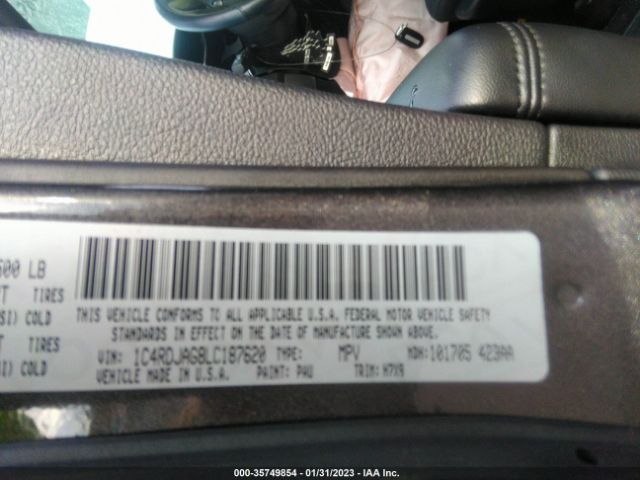 500 LB
TIRES
SI) COLD
TIRES
SI) COLD
THIS VEHICLE CONFORMS TO ALL APPLICABLE U.S.A. FEDERAL MOTOR VEHICLE SAFETY
STANDARDS IN EFFECT ON THE DATE OF MANUFACTURE SHOWN ABOVE.
VIN: 1C4RDJAG8LC187620 TYPE: MPV MDH:101705 423AA
VEHICLE MADE IN U.S.A. PAINT: PAU TRIM: H7X9
000-35749854 - 01/31/2023 - IAA Inc.